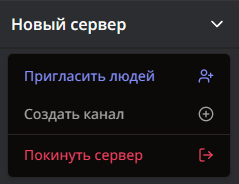 Новый сервер
Пригласить людей
Создать канал
Покинуть сервер